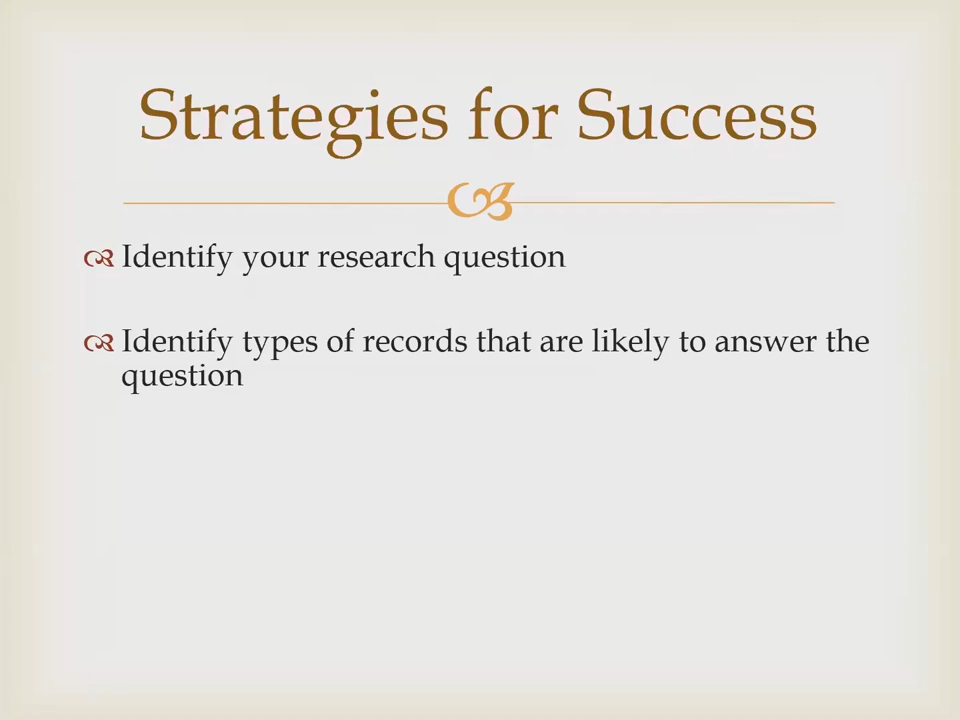 Strategies for Success
Identify your research question
Identify types of records that are likely to answer the
question